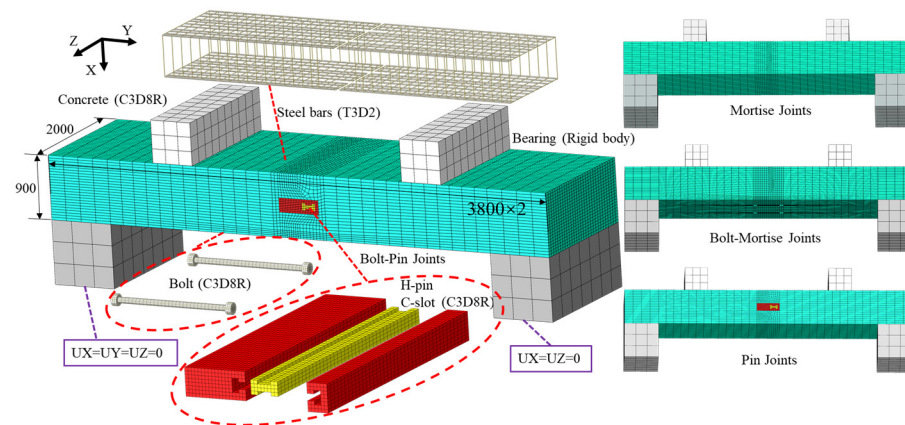 Z
Y
X
Concrete (C3D8R)
Steel bars (T3D2)
Bearing (Rigid body)
2000
900
3800×2
Bolt-Pin Joints
Bolt (C3D8R)
H-pin
C-slot (C3D8R)
UX=UY=UZ=0
UX=UZ=0
Mortise Joints
Bolt-Mortise Joints
Pin Joints